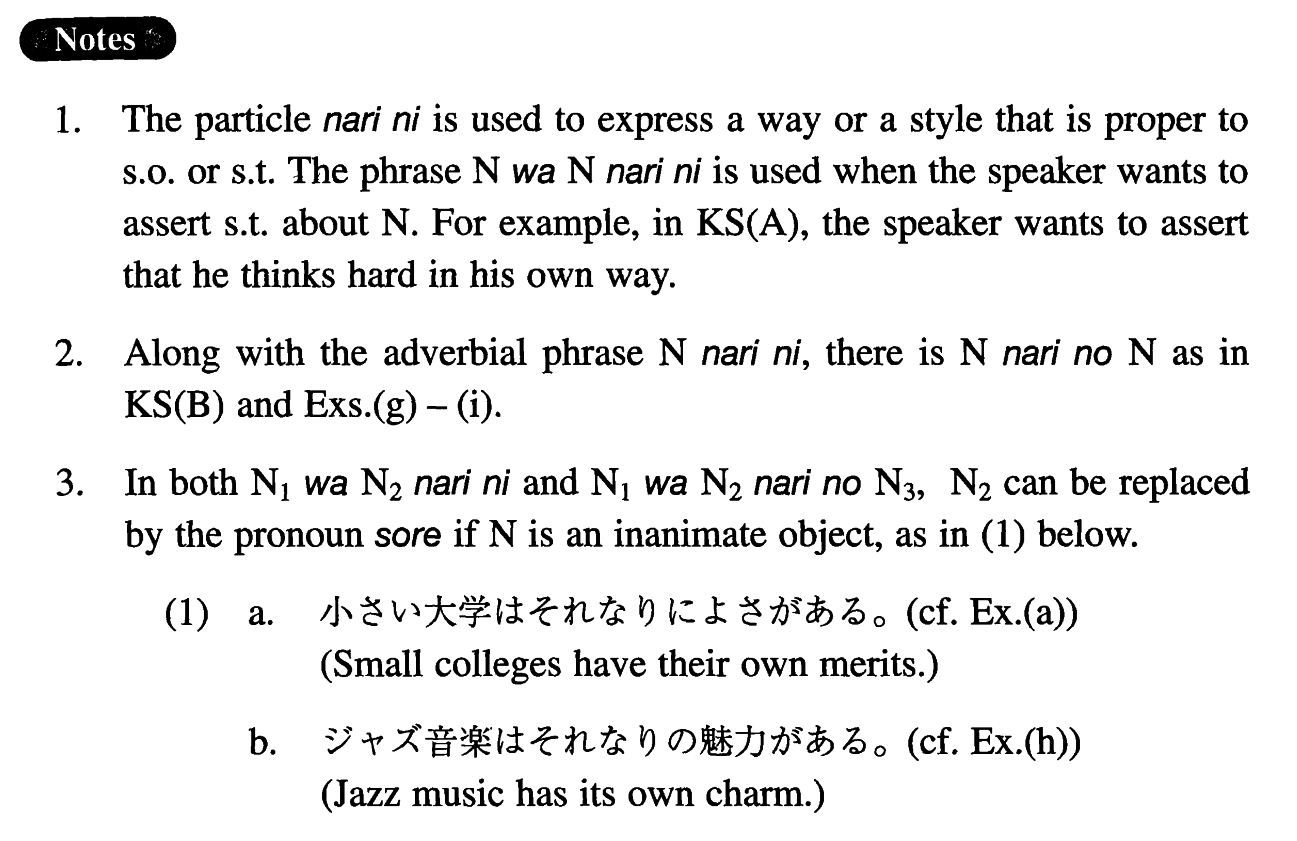 Notes
1. The particle nari ni is used to express a way or a style that is proper to
s.o. or s.t. The phrase N wa N nari ni is used when the speaker wants to
assert s.t. about N. For example, in KS(A), the speaker wants to assert
that he thinks hard in his own way.
2. Along with the adverbial phrase N nari ni, there is N nari no N as in
KS(B) and Exs.(g) – (i).
3. In both N₁ wa N₂ nari ni and N₁ wa N₂ nari no N₃, N₂ can be replaced
by the pronoun sore if N is an inanimate object, as in (1) below.
(1) a. 小さい大学はそれなりによさがある。(cf. Ex.(a))
(Small colleges have their own merits.)
b. ジャズ音楽はそれなりの魅力がある。(cf. Ex.(h))
(Jazz music has its own charm.)